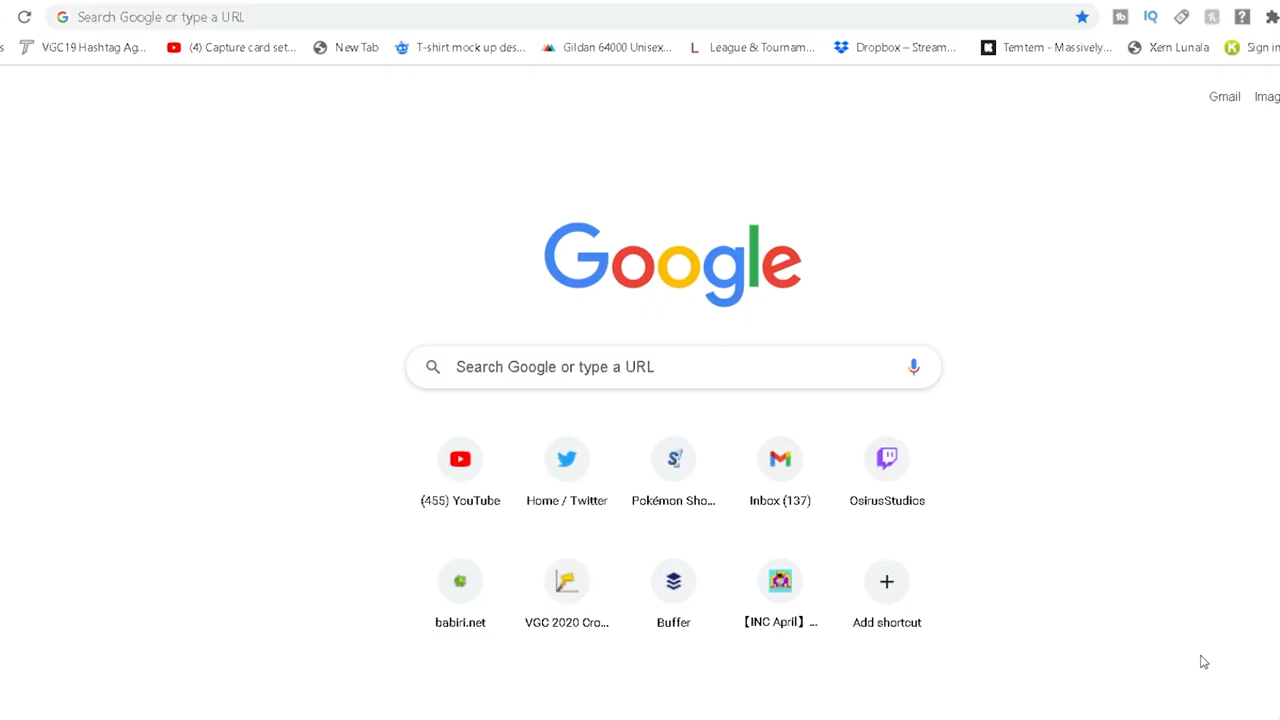 Search Google or type a URL
s VGC19 Hashtag Ag... (4) Capture card set... New Tab T-shirt mock up des... Gildan 64000 Unisex... League & Tournam... Dropbox – Stream... Temtem - Massively... Xern Lunala Sign in
Gmail Imag
Google
Search Google or type a URL
(455) YouTube Home / Twitter Pokémon Sho... Inbox (137) OsirusStudios
babiri.net VGC 2020 Cro... Buffer 【INC April】... Add shortcut